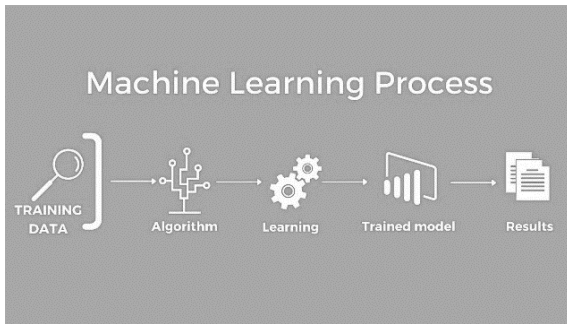 Machine Learning Process
TRAINING
DATA
Algorithm
Learning
Trained model
Results